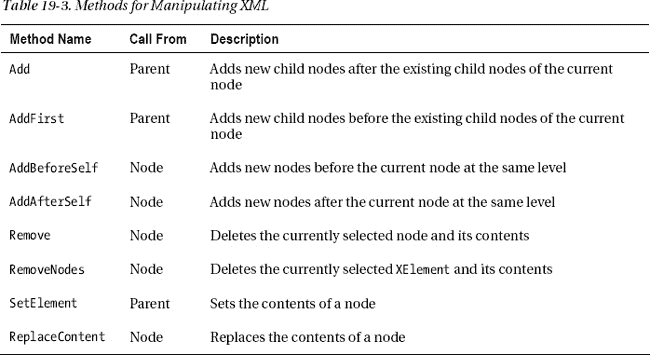 Table 19-3. Methods for Manipulating XML
Method Name Call From Description
Add Parent Adds new child nodes after the existing child nodes of the current
node
AddFirst Parent Adds new child nodes before the existing child nodes of the current
node
AddBeforeSelf Node Adds new nodes before the current node at the same level
AddAfterSelf Node Adds new nodes after the current node at the same level
Remove Node Deletes the currently selected node and its contents
RemoveNodes Node Deletes the currently selected XElement and its contents
SetElement Parent Sets the contents of a node
ReplaceContent Node Replaces the contents of a node